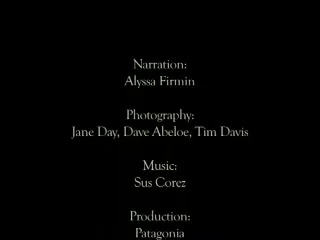 Narration:
Alyssa Firmin
Photography:
Jane Day, Dave Abeloe, Tim Davis
Music:
Sus Corez
Production:
Patagonia